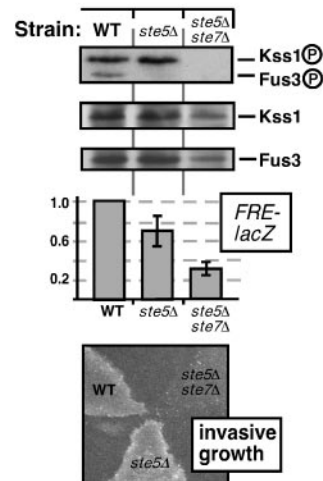 Strain: WT ste5Δ ste5Δ ste7Δ
Kss1Ⓟ
Fus3Ⓟ
Kss1
Fus3
1.0
0.6
0.2
FRE-
lacZ
WT ste5Δ ste5Δ
ste7Δ
WT
ste5Δ
ste7Δ
ste5Δ
invasive
growth